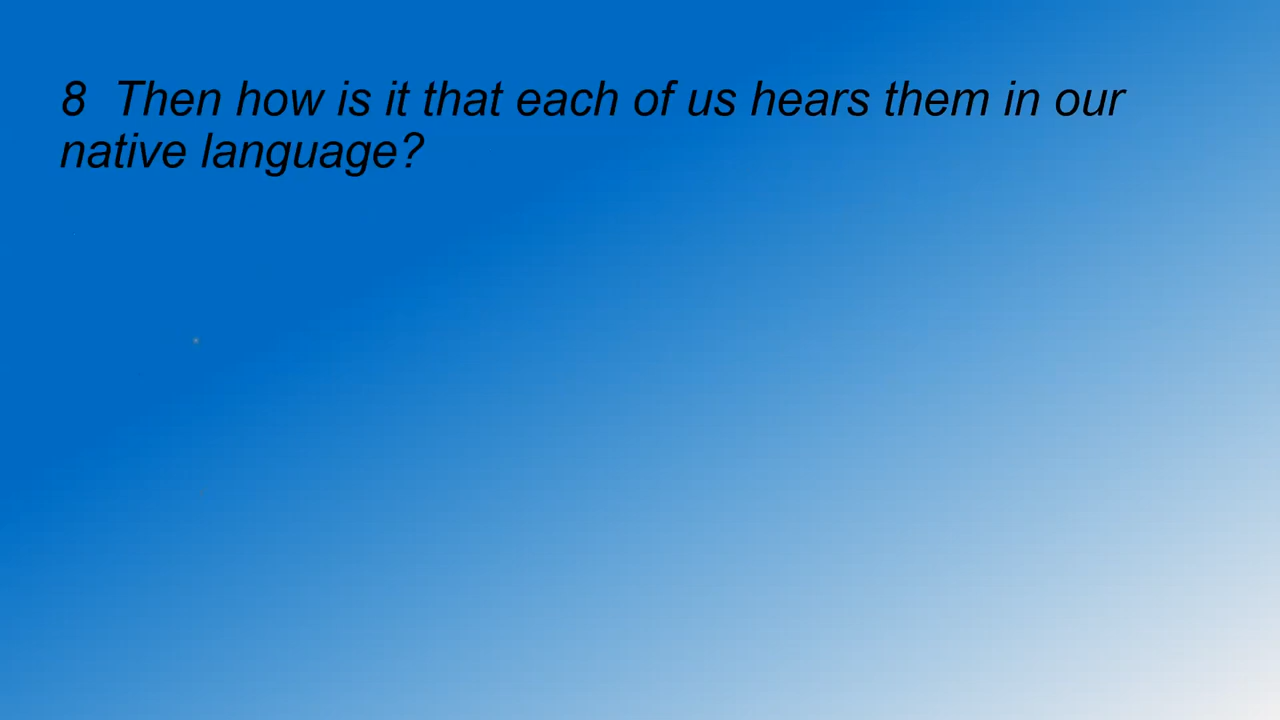 8  Then how is it that each of us hears them in our
native language?